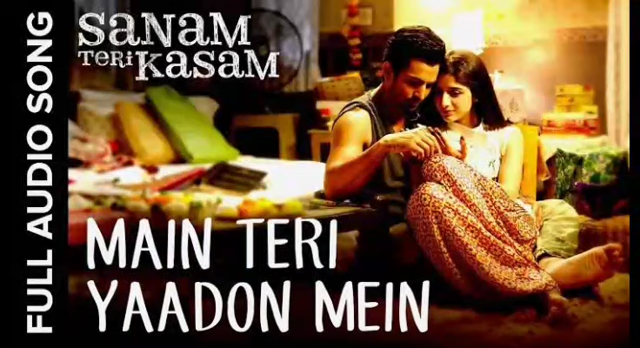 FULL AUDIO SONG
SANAM
TERI KASAM
MAIN TERI
YAADON MEIN